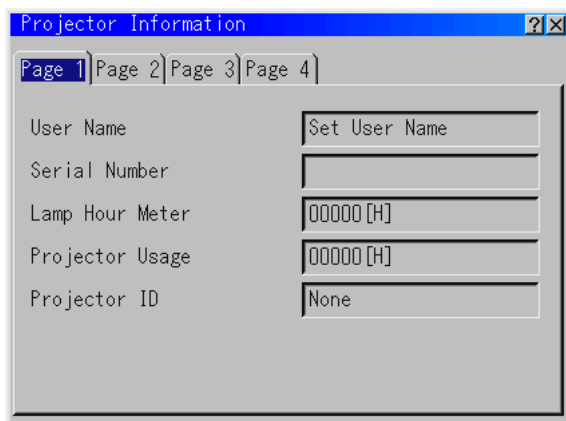 Projector Information ? ×
Page 1 Page 2 Page 3 Page 4
User Name Set User Name
Serial Number
Lamp Hour Meter 00000[H]
Projector Usage 00000[H]
Projector ID None